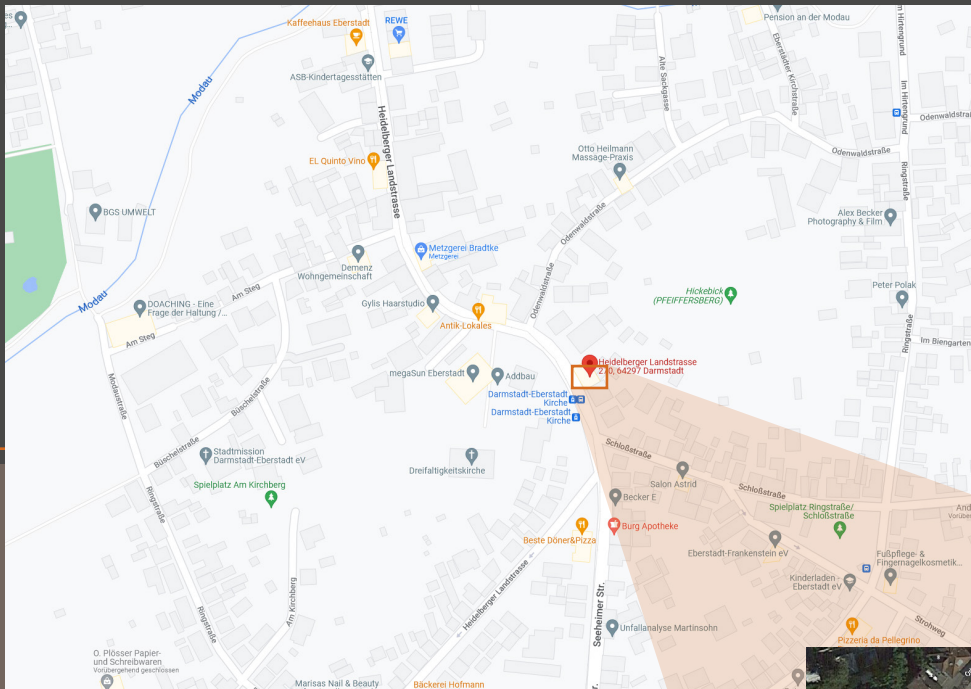 Kaffeehaus Eberstadt
REWE
Pension an der Modau
ASB-Kindertagesstätten
Modau
Heidelberger Landstrasse
Alte Sackgasse
Eberstädter Kirchstraße
Im Hirtengrund
Im Hirtengrund
Odenwaldstraße
EL Quinto Vino
Otto Heilmann
Massage-Praxis
Odenwaldstraße
Ringstraße
BGS UMWELT
Alex Becker
Photography & Film
Metzgerei Bradtke
Metzgerei
Demenz
Wohngemeinschaft
Odenwaldstraße
Am Steg
Hickebick
(PFEIFFERSBERG)
Peter Polak
Modau
DOACHING - Eine
Frage der Haltung /...
Gylis Haarstudio
Odenwaldstraße
Antik-Lokales
Am Steg
Ringstraße
Im Biengarten
megaSun Eberstadt
Addbau
Heidelberger Landstrasse
270, 64297 Darmstadt
Darmstadt-Eberstadt
Kirche
Darmstadt-Eberstadt
Kirche
Modaustraße
Büschelstraße
Büschelstraße
Stadtmission
Darmstadt-Eberstadt eV
Dreifaltigkeitskirche
Schloßstraße
Salon Astrid
Schloßstraße
Spielplatz Am Kirchberg
Becker E
Spielplatz Ringstraße/
Schloßstraße
Ringstraße
Beste Döner&Pizza
Burg Apotheke
Eberstadt-Frankenstein eV
Fußpflege- &
Fingernagelkosmetik...
Kinderladen
Eberstadt eV
Am Kirchberg
Heidelberger Landstrasse
Seeheimer Str.
Ringstraße
Unfallanalyse Martinsohn
Strohweg
Pizzeria da Pellegrino
O. Plösser Papier-
und Schreibwaren
Vorübergehend geschlossen
Marisas Nail & Beauty
Bäckerei Hofmann